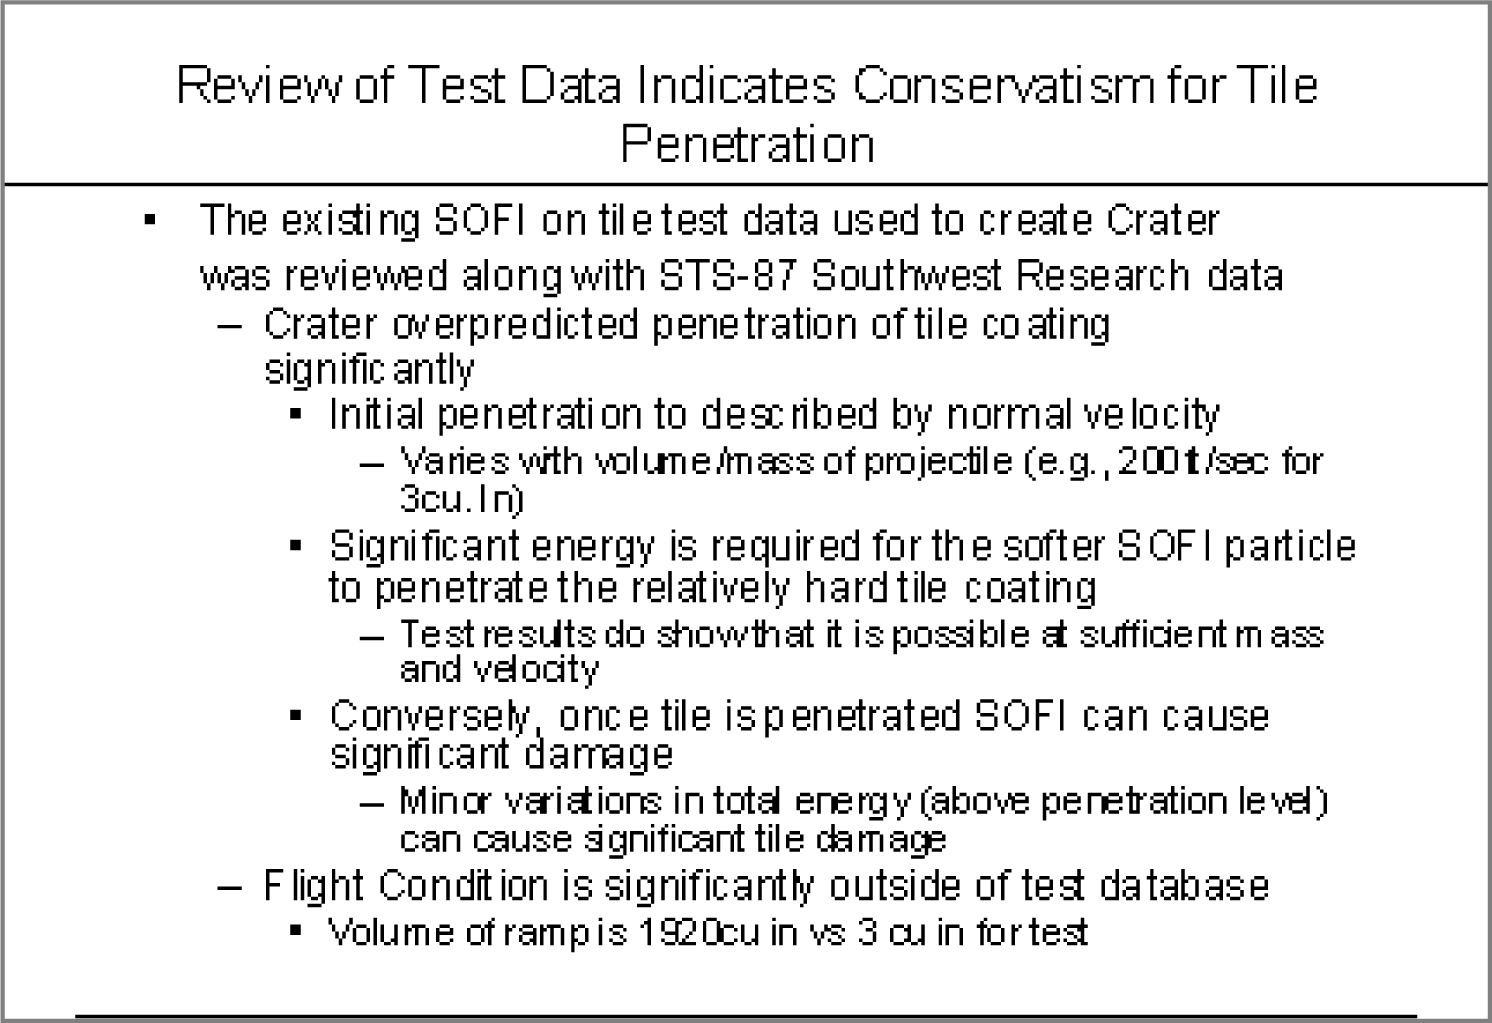 Review of Test Data Indicates Conservatism for Tile
Penetration
▪ The existing SOFI on tile test data used to create Crater
was reviewed along with STS-87 Southwest Research data
– Crater overpredicted penetration of tile coating
significantly
▪ Initial penetration to described by normal velocity
– Varies with volume/mass of projectile (e.g., 200ft/sec for
3cu. In)
▪ Significant energy is required for the softer SOFI particle
to penetrate the relatively hard tile coating
– Test results do show that it is possible at sufficient mass
and velocity
▪ Conversely, once tile is penetrated SOFI can cause
significant damage
– Minor variations in total energy (above penetration level)
can cause significant tile damage
– Flight Condition is significantly outside of test database
▪ Volume of ramp is 1920cu in vs 3 cu in for test